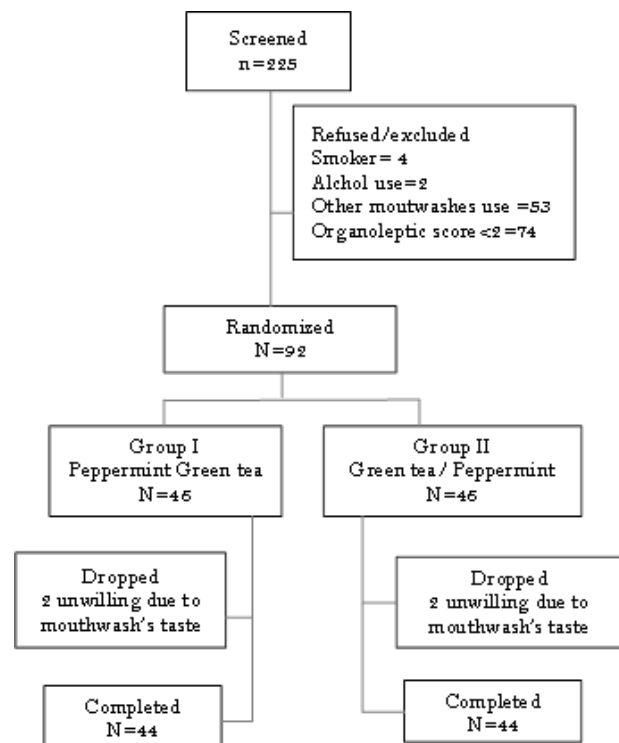 Screened
n=225
Refused/excluded
Smoker= 4
Alchol use=2
Other moutwashes use =53
Organoleptic score <2=74
Randomized
N=92
Group I
Peppermint Green tea
N=46
Group II
Green tea / Peppermint
N=46
Dropped
2 unwilling due to
mouthwash's taste
Dropped
2 unwilling due to
mouthwash's taste
Completed
N=44
Completed
N=44